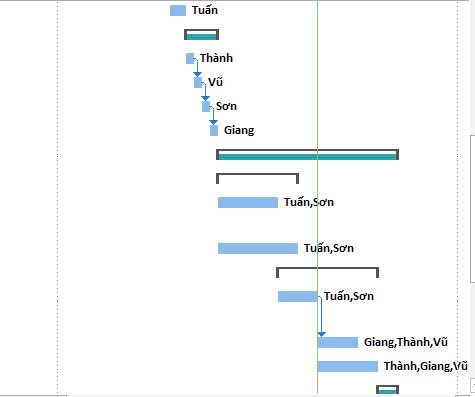 Tuấn
Thành
Vũ
Sơn
Giang
Tuấn,Sơn
Tuấn,Sơn
Tuấn,Sơn
Giang,Thành,Vũ
Thành,Giang,Vũ